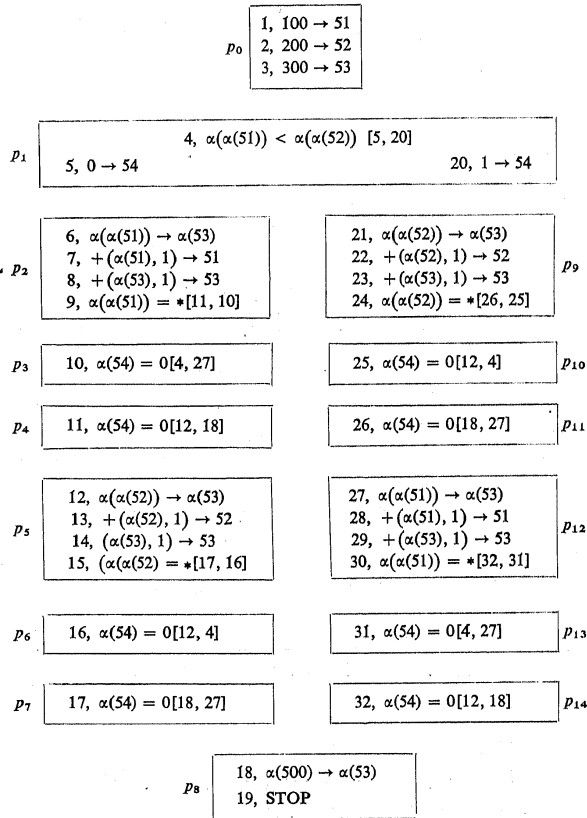 p0
1, 100 → 51
2, 200 → 52
3, 300 → 53
p1
4, α(α(51)) < α(α(52)) [5, 20]
5, 0 → 54
20, 1 → 54
p2
6, α(α(51)) → α(53)
7, +(α(51), 1) → 51
8, +(α(53), 1) → 53
9, α(α(51)) = *[11, 10]
21, α(α(52)) → α(53)
22, +(α(52), 1) → 52
23, +(α(53), 1) → 53
24, α(α(52)) = *[26, 25]
p9
p3
10, α(54) = 0[4, 27]
25, α(54) = 0[12, 4]
p10
p4
11, α(54) = 0[12, 18]
26, α(54) = 0[18, 27]
p11
p5
12, α(α(52)) → α(53)
13, +(α(52), 1) → 52
14, (α(53), 1) → 53
15, (α(α(52) = *[17, 16]
27, α(α(51)) → α(53)
28, +(α(51), 1) → 51
29, +(α(53), 1) → 53
30, α(α(51)) = *[32, 31]
p12
p6
16, α(54) = 0[12, 4]
31, α(54) = 0[4, 27]
p13
p7
17, α(54) = 0[18, 27]
32, α(54) = 0[12, 18]
p14
p8
18, α(500) → α(53)
19, STOP